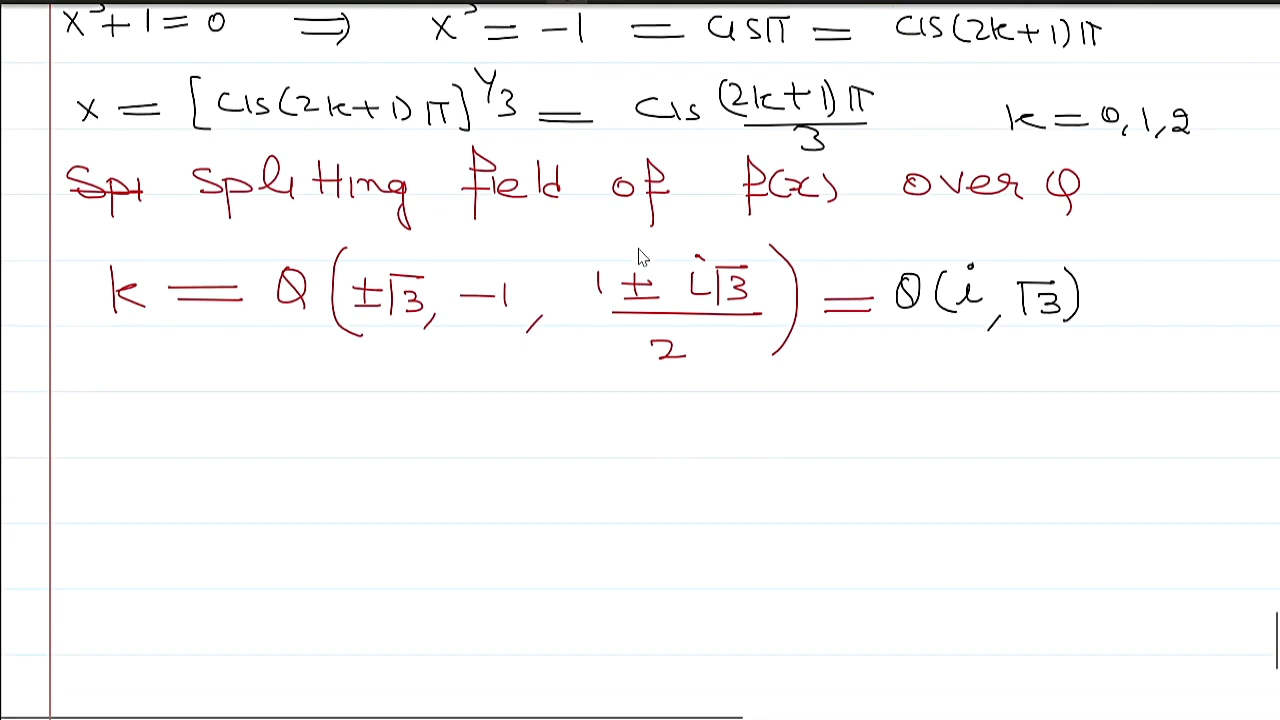 x³+1=0 ⟹ x³ = -1 = cisπ = cis(2k+1)π
x = [cis(2k+1)π]^1/3 = cis (2k+1)π/3 k=0,1,2
Spl Splitting field of f(x) over Q
k = Q(±√3, -1, 1 ± i√3/2) = Q(i, √3)